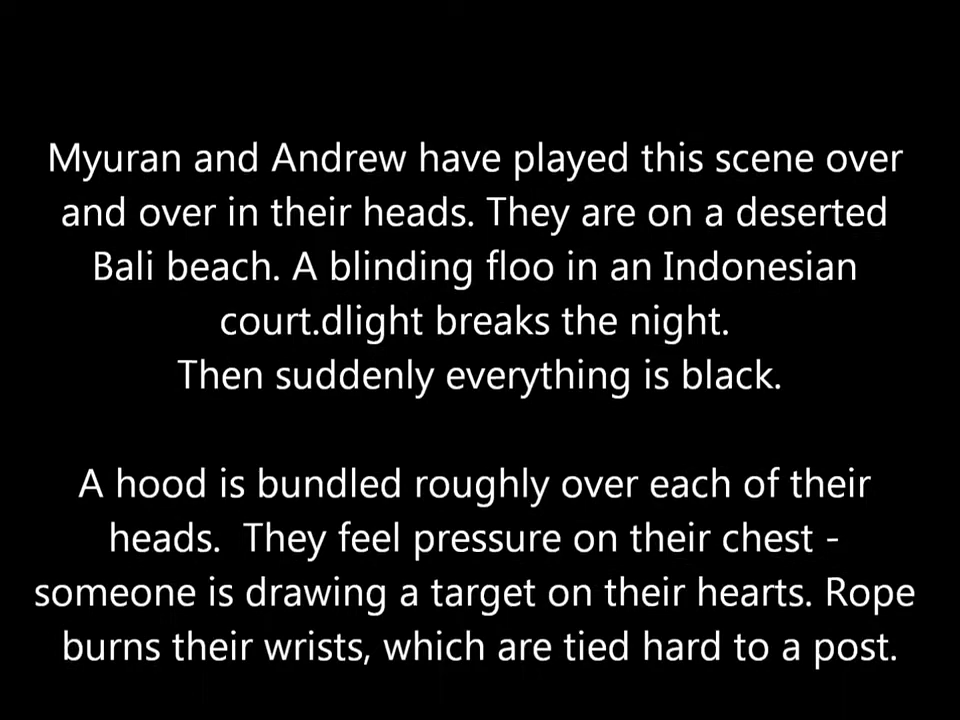 Myuran and Andrew have played this scene over
and over in their heads. They are on a deserted
Bali beach. A blinding floo in an Indonesian
court.dlight breaks the night.
Then suddenly everything is black.
A hood is bundled roughly over each of their
heads.  They feel pressure on their chest -
someone is drawing a target on their hearts. Rope
burns their wrists, which are tied hard to a post.